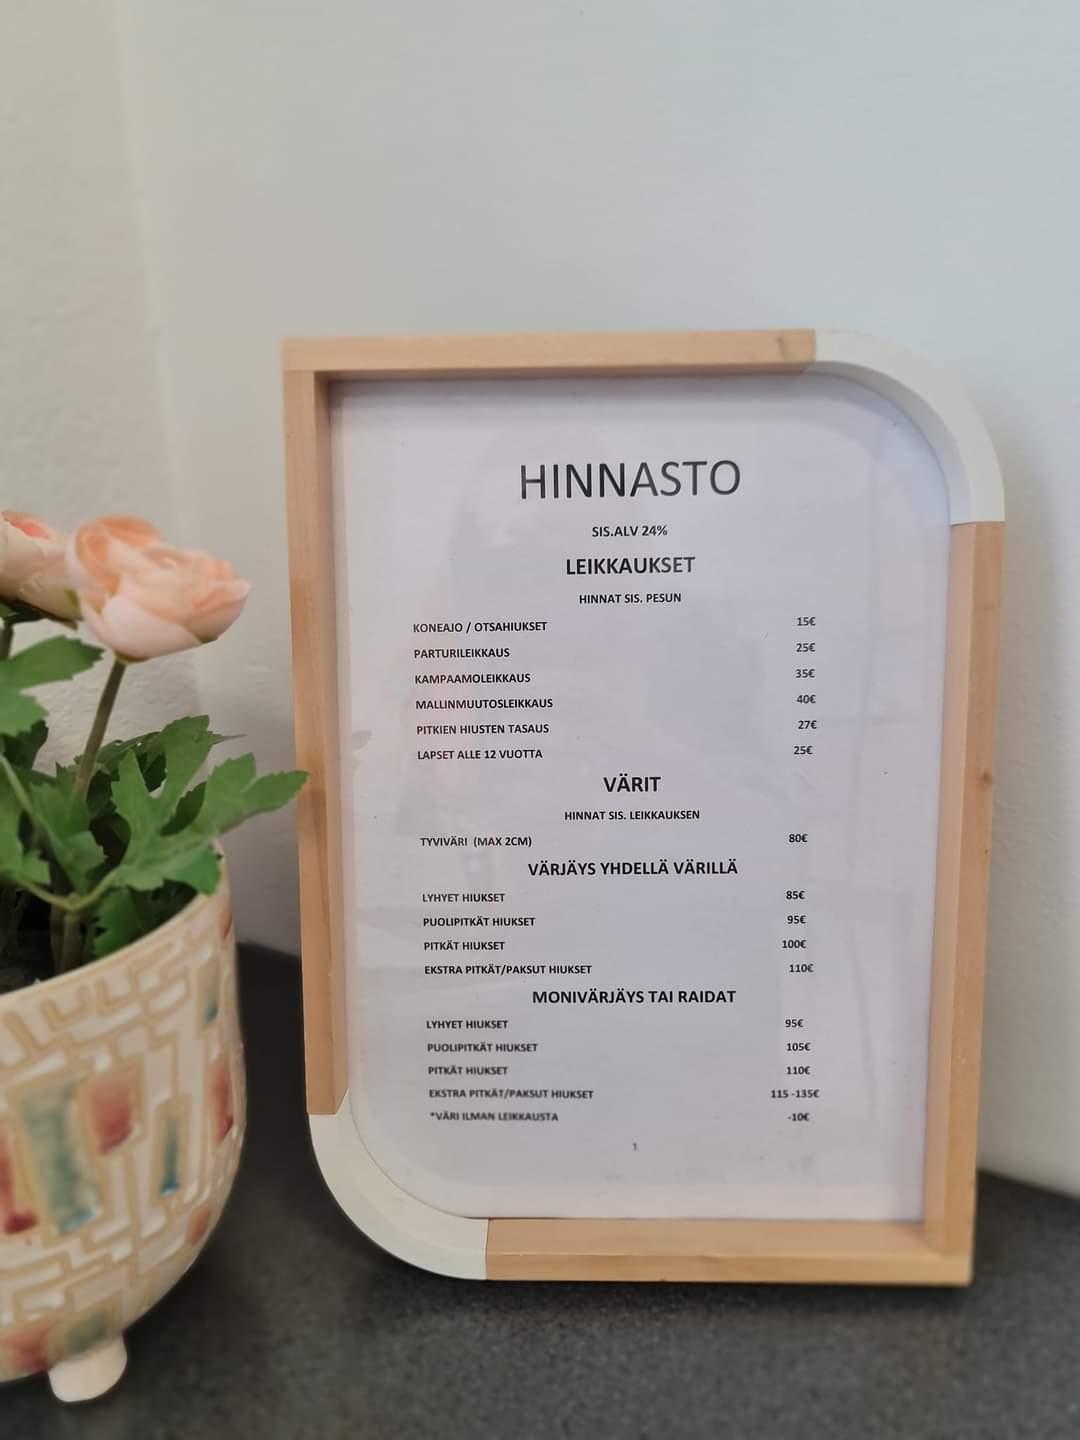 HINNASTO
SIS.ALV 24%
LEIKKAUKSET
HINNAT SIS. PESUN
KONEAJO / OTSAHIUKSET 15€
PARTURILEIKKAUS 25€
KAMPAAMOLEIKKAUS 35€
MALLINMUUTOSLEIKKAUS 40€
PITKIEN HIUSTEN TASAUS 27€
LAPSET ALLE 12 VUOTTA 25€
VÄRIT
HINNAT SIS. LEIKKAUKSEN
TYVIVÄRI (MAX 2CM) 80€
VÄRJÄYS YHDELLÄ VÄRILLÄ
LYHYET HIUKSET 85€
PUOLIPITKÄT HIUKSET 95€
PITKÄT HIUKSET 100€
EKSTRA PITKÄT/PAKSUT HIUKSET 110€
MONIVÄRJÄYS TAI RAIDAT
LYHYET HIUKSET 95€
PUOLIPITKÄT HIUKSET 105€
PITKÄT HIUKSET 110€
EKSTRA PITKÄT/PAKSUT HIUKSET 115 -135€
*VÄRI ILMAN LEIKKAUSTA -10€
1